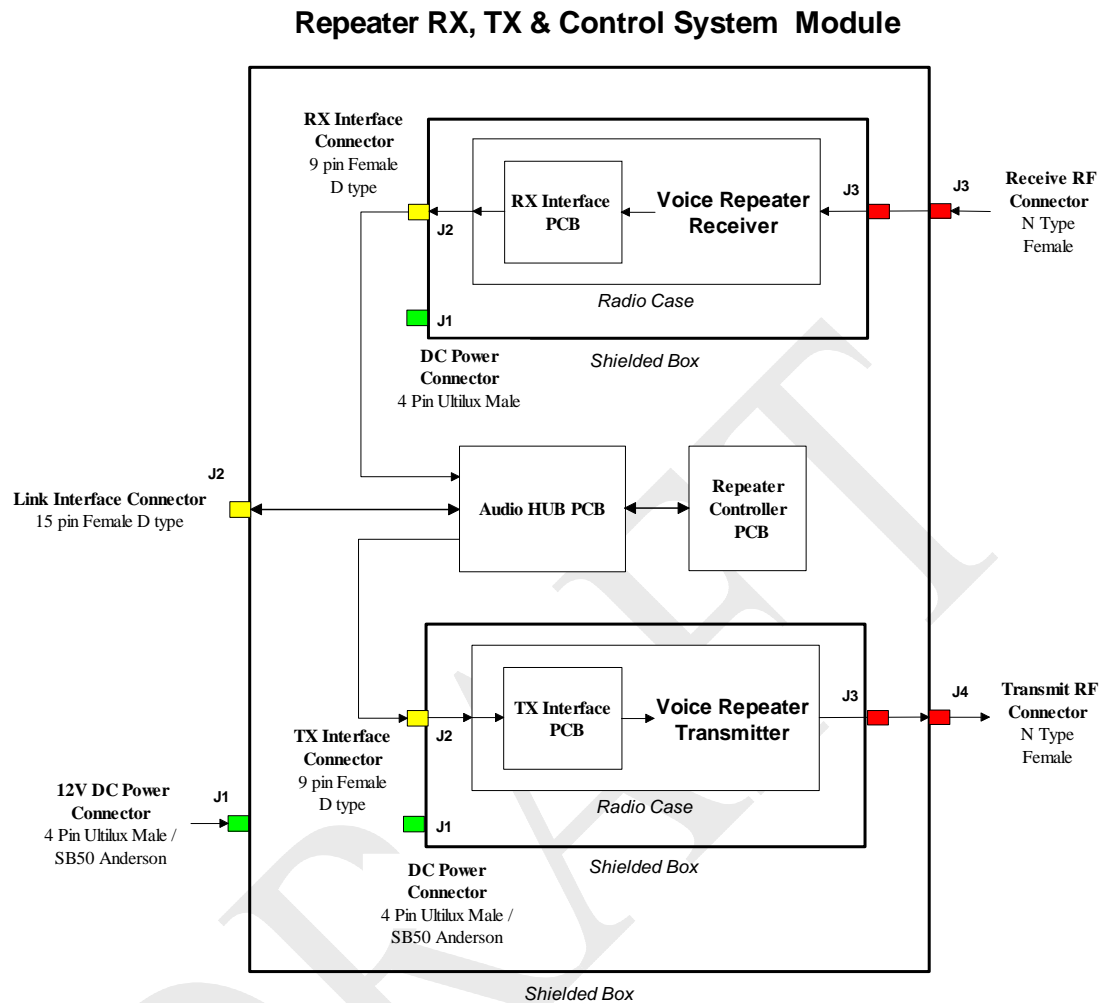 Repeater RX, TX & Control System Module
RX Interface
Connector
9 pin Female
D type
J2
RX Interface
PCB
Voice Repeater
Receiver
J3
J3
Receive RF
Connector
N Type
Female
Radio Case
J1
DC Power
Connector
4 Pin Ultilux Male
Shielded Box
J2
Link Interface Connector
15 pin Female D type
Audio HUB PCB
Repeater
Controller
PCB
TX Interface
Connector
9 pin Female
D type
J2
TX Interface
PCB
Voice Repeater
Transmitter
J3
J4
Transmit RF
Connector
N Type
Female
Radio Case
12V DC Power
Connector
4 Pin Ultilux Male /
SB50 Anderson
J1
J1
DC Power
Connector
4 Pin Ultilux Male /
SB50 Anderson
Shielded Box
Shielded Box
DRAFT